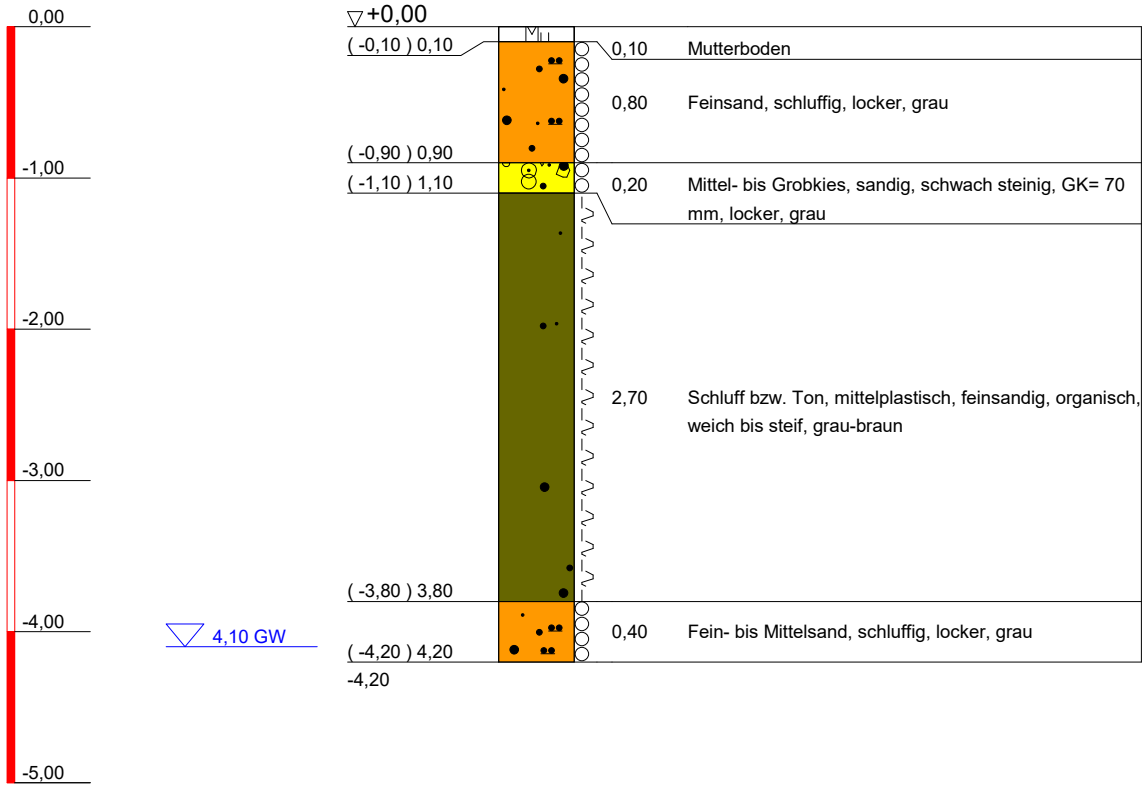 0,00
+0,00
( -0,10 ) 0,10
0,10 Mutterboden
M
0,80 Feinsand, schluffig, locker, grau
( -0,90 ) 0,90
-1,00
( -1,10 ) 1,10
0,20 Mittel- bis Grobkies, sandig, schwach steinig, GK= 70
mm, locker, grau
-2,00
2,70 Schluff bzw. Ton, mittelplastisch, feinsandig, organisch,
weich bis steif, grau-braun
-3,00
( -3,80 ) 3,80
-4,00
4,10 GW
0,40 Fein- bis Mittelsand, schluffig, locker, grau
( -4,20 ) 4,20
-4,20
-5,00